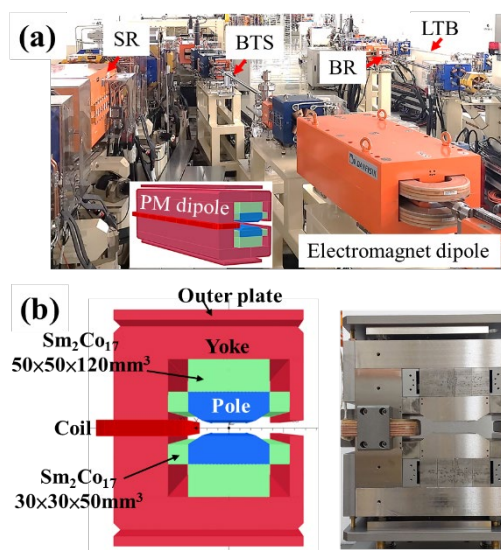 (a)
SR
BTS
LTB
BR
PM dipole
DANFYSIK
Electromagnet dipole
(b)
Outer plate
Sm₂Co₁₇
50×50×120mm³
Yoke
Pole
Coil
Sm₂Co₁₇
30×30×50mm³